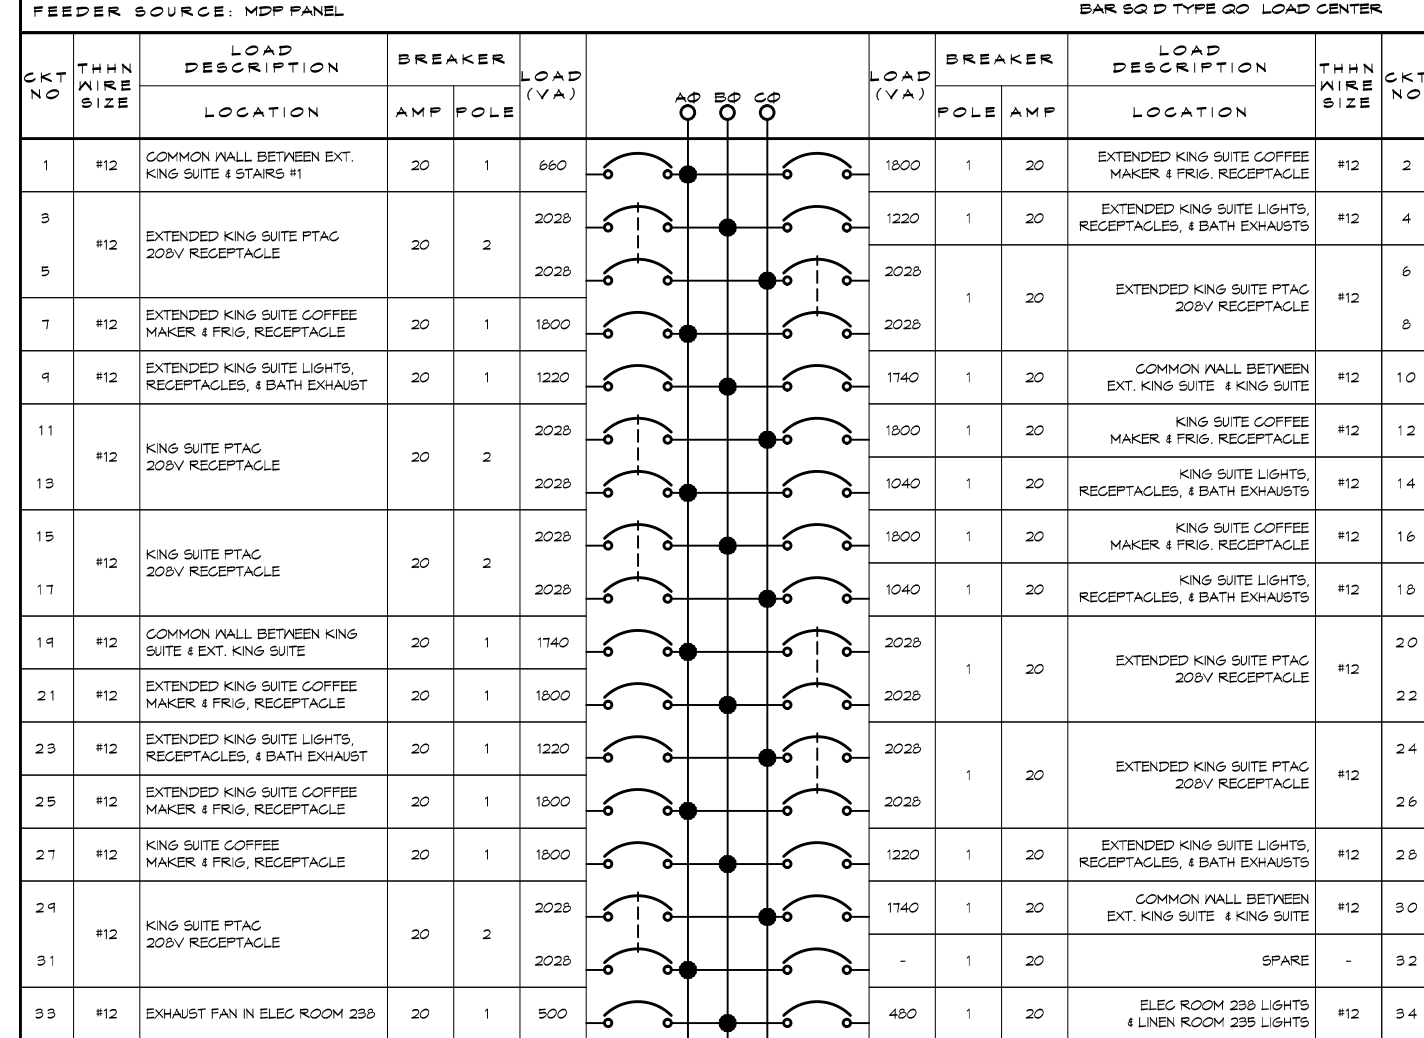 FEEDER SOURCE: MDP PANEL
BAR SQ D TYPE QO LOAD CENTER
CKT NO
THHN WIRE SIZE
LOAD DESCRIPTION
LOCATION
BREAKER
AMP POLE
LOAD (VA)
AΦ BΦ CΦ
LOAD (VA)
BREAKER
POLE AMP
LOAD DESCRIPTION
LOCATION
THHN WIRE SIZE
CKT NO
1 #12 COMMON WALL BETWEEN EXT. KING SUITE & STAIRS #1 20 1 660
1800 1 20 EXTENDED KING SUITE COFFEE MAKER & FRIG. RECEPTACLE #12 2
3 2028
#12 EXTENDED KING SUITE PTAC 208V RECEPTACLE 20 2
5 2028
1220 1 20 EXTENDED KING SUITE LIGHTS, RECEPTACLES, & BATH EXHAUSTS #12 4
2028 6
1 20 EXTENDED KING SUITE PTAC 208V RECEPTACLE #12
2028 8
7 #12 EXTENDED KING SUITE COFFEE MAKER & FRIG, RECEPTACLE 20 1 1800
9 #12 EXTENDED KING SUITE LIGHTS, RECEPTACLES, & BATH EXHAUST 20 1 1220
1740 1 20 COMMON WALL BETWEEN EXT. KING SUITE & KING SUITE #12 10
11 2028
#12 KING SUITE PTAC 208V RECEPTACLE 20 2
13 2028
1800 1 20 KING SUITE COFFEE MAKER & FRIG. RECEPTACLE #12 12
1040 1 20 KING SUITE LIGHTS, RECEPTACLES, & BATH EXHAUSTS #12 14
15 2028
#12 KING SUITE PTAC 208V RECEPTACLE 20 2
17 2028
1800 1 20 KING SUITE COFFEE MAKER & FRIG. RECEPTACLE #12 16
1040 1 20 KING SUITE LIGHTS, RECEPTACLES, & BATH EXHAUSTS #12 18
19 #12 COMMON WALL BETWEEN KING SUITE & EXT. KING SUITE 20 1 1740
21 #12 EXTENDED KING SUITE COFFEE MAKER & FRIG, RECEPTACLE 20 1 1800
2028 20
1 20 EXTENDED KING SUITE PTAC 208V RECEPTACLE #12
2028 22
23 #12 EXTENDED KING SUITE LIGHTS, RECEPTACLES, & BATH EXHAUST 20 1 1220
25 #12 EXTENDED KING SUITE COFFEE MAKER & FRIG, RECEPTACLE 20 1 1800
2028 24
1 20 EXTENDED KING SUITE PTAC 208V RECEPTACLE #12
2028 26
27 #12 KING SUITE COFFEE MAKER & FRIG, RECEPTACLE 20 1 1800
1220 1 20 EXTENDED KING SUITE LIGHTS, RECEPTACLES, & BATH EXHAUSTS #12 28
29 2028
#12 KING SUITE PTAC 208V RECEPTACLE 20 2
31 2028
1740 1 20 COMMON WALL BETWEEN EXT. KING SUITE & KING SUITE #12 30
- 1 20 SPARE - 32
33 #12 EXHAUST FAN IN ELEC ROOM 238 20 1 500
480 1 20 ELEC ROOM 238 LIGHTS & LINEN ROOM 235 LIGHTS #12 34